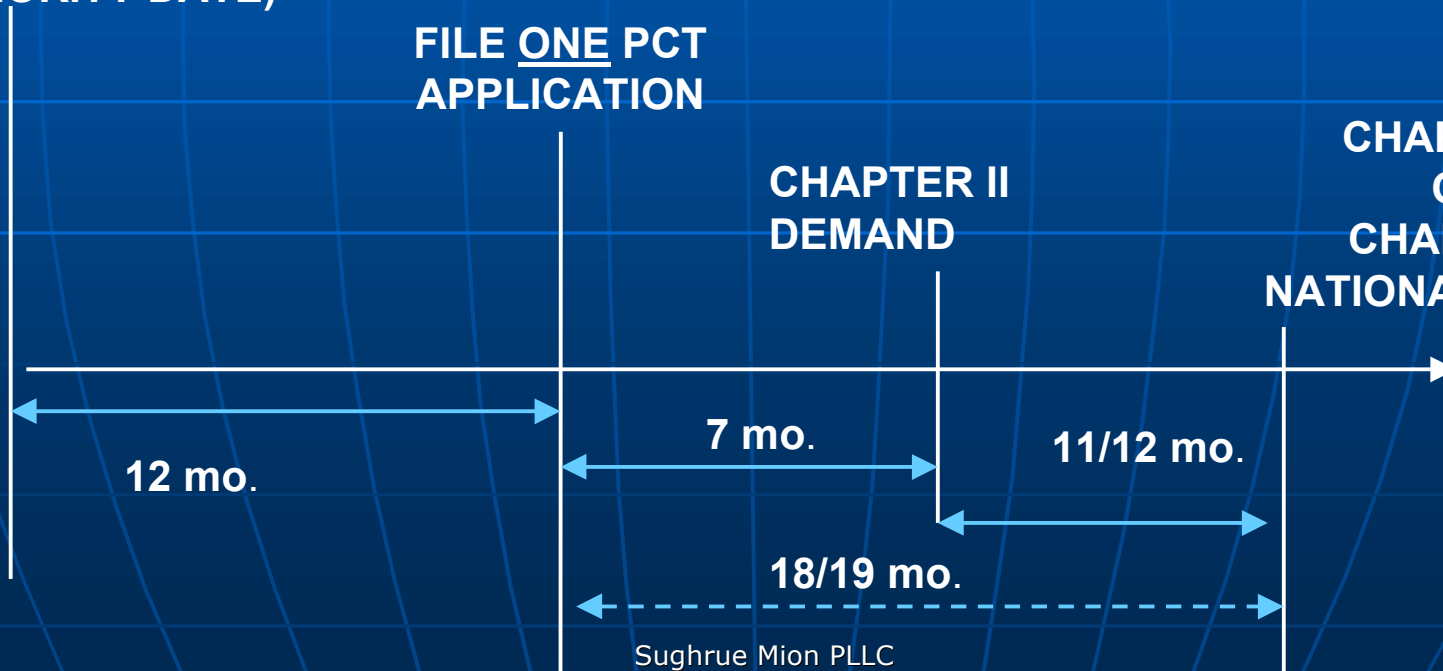 FILE ONE PCT
APPLICATION
CHAPTER II
DEMAND
7 mo.
11/12 mo.
12 mo.
18/19 mo.
Sughrue Mion PLLC